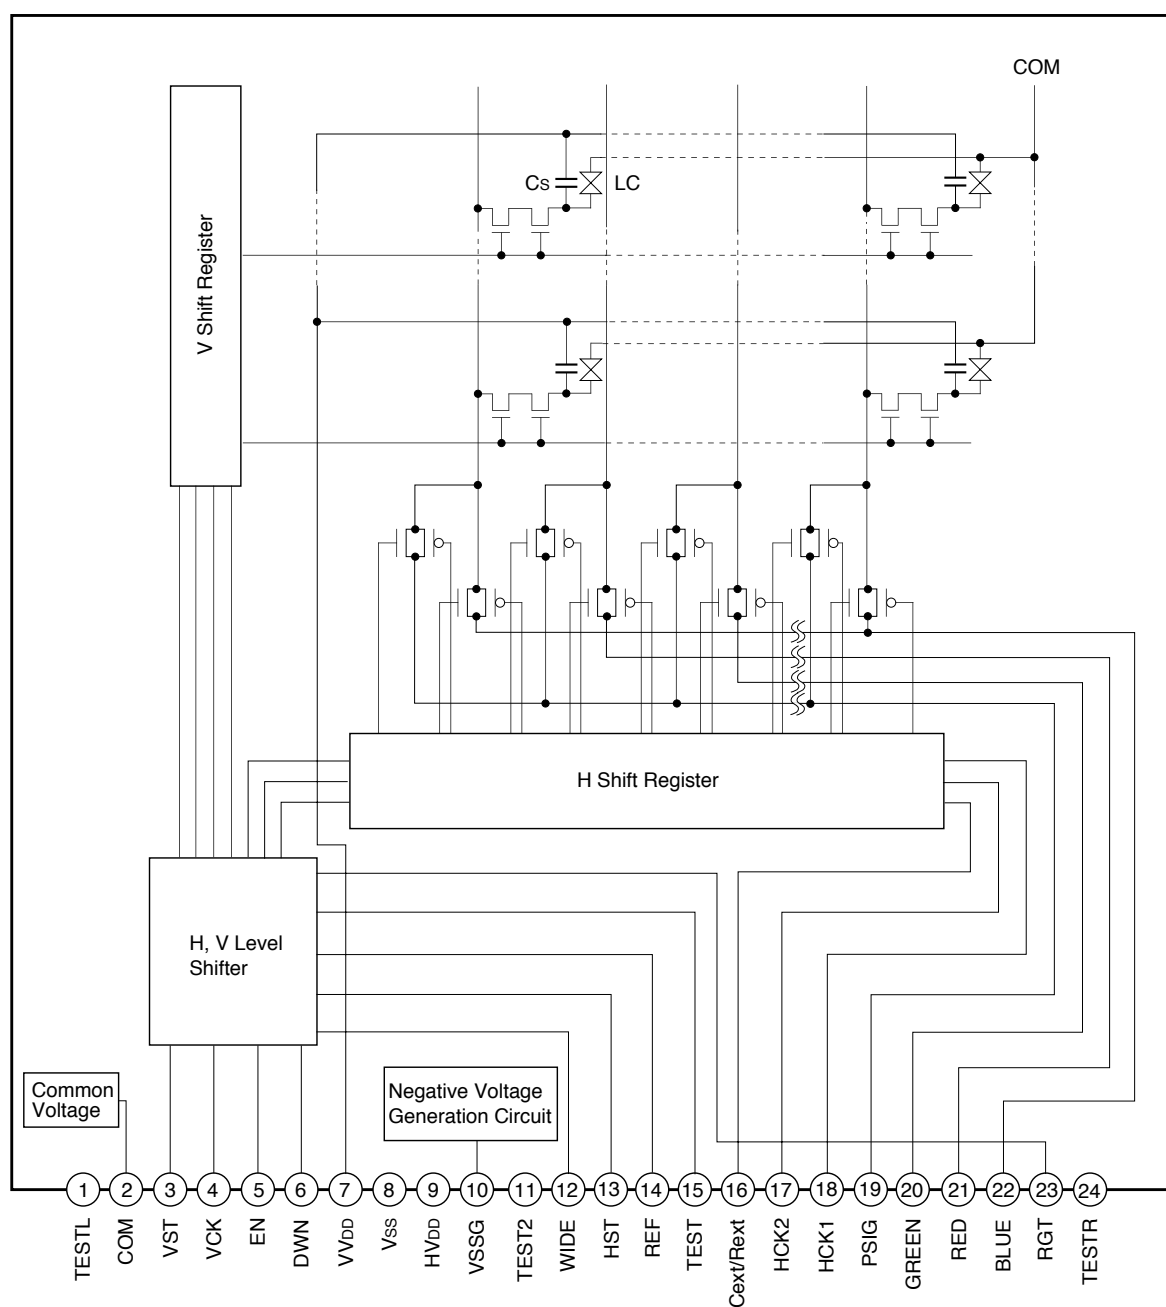 COM
Cs
LC
V Shift Register
H Shift Register
H, V Level
Shifter
Common
Voltage
Negative Voltage
Generation Circuit
1 2 3 4 5 6 7 8 9 10 11 12 13 14 15 16 17 18 19 20 21 22 23 24
TESTL
COM
VST
VCK
EN
DWN
VVDD
VSS
HVDD
VSSG
TEST2
WIDE
HST
REF
TEST
Cext/Rext
HCK2
HCK1
PSIG
GREEN
RED
BLUE
RGT
TESTR